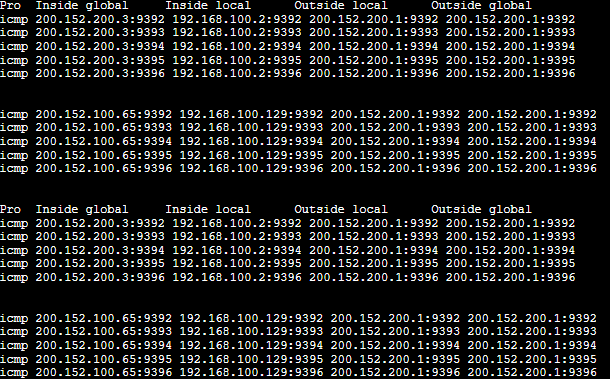 Pro Inside global Inside local Outside local Outside global
icmp 200.152.200.3:9392 192.168.100.2:9392 200.152.200.1:9392 200.152.200.1:9392
icmp 200.152.200.3:9393 192.168.100.2:9393 200.152.200.1:9393 200.152.200.1:9393
icmp 200.152.200.3:9394 192.168.100.2:9394 200.152.200.1:9394 200.152.200.1:9394
icmp 200.152.200.3:9395 192.168.100.2:9395 200.152.200.1:9395 200.152.200.1:9395
icmp 200.152.200.3:9396 192.168.100.2:9396 200.152.200.1:9396 200.152.200.1:9396
icmp 200.152.100.65:9392 192.168.100.129:9392 200.152.200.1:9392 200.152.200.1:9392
icmp 200.152.100.65:9393 192.168.100.129:9393 200.152.200.1:9393 200.152.200.1:9393
icmp 200.152.100.65:9394 192.168.100.129:9394 200.152.200.1:9394 200.152.200.1:9394
icmp 200.152.100.65:9395 192.168.100.129:9395 200.152.200.1:9395 200.152.200.1:9395
icmp 200.152.100.65:9396 192.168.100.129:9396 200.152.200.1:9396 200.152.200.1:9396
Pro Inside global Inside local Outside local Outside global
icmp 200.152.200.3:9392 192.168.100.2:9392 200.152.200.1:9392 200.152.200.1:9392
icmp 200.152.200.3:9393 192.168.100.2:9393 200.152.200.1:9393 200.152.200.1:9393
icmp 200.152.200.3:9394 192.168.100.2:9394 200.152.200.1:9394 200.152.200.1:9394
icmp 200.152.200.3:9395 192.168.100.2:9395 200.152.200.1:9395 200.152.200.1:9395
icmp 200.152.200.3:9396 192.168.100.2:9396 200.152.200.1:9396 200.152.200.1:9396
icmp 200.152.100.65:9392 192.168.100.129:9392 200.152.200.1:9392 200.152.200.1:9392
icmp 200.152.100.65:9393 192.168.100.129:9393 200.152.200.1:9393 200.152.200.1:9393
icmp 200.152.100.65:9394 192.168.100.129:9394 200.152.200.1:9394 200.152.200.1:9394
icmp 200.152.100.65:9395 192.168.100.129:9395 200.152.200.1:9395 200.152.200.1:9395
icmp 200.152.100.65:9396 192.168.100.129:9396 200.152.200.1:9396 200.152.200.1:9396